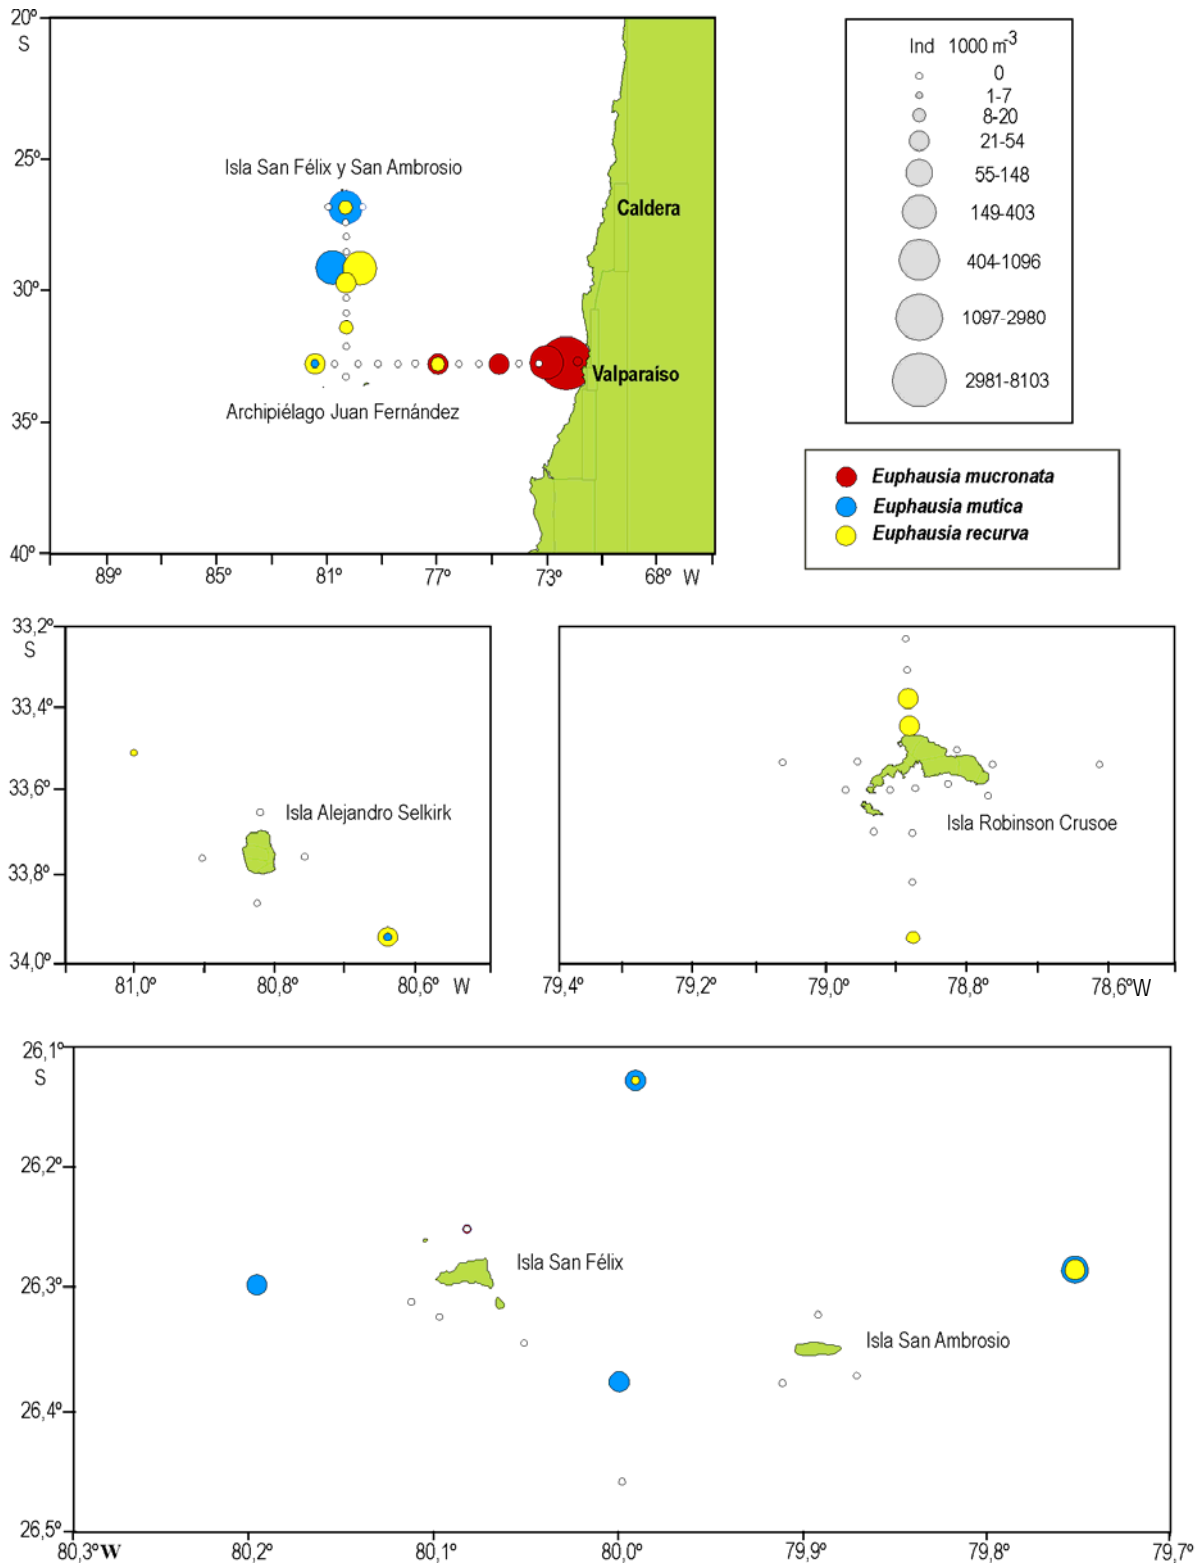 20º
S
25º
30º
35º
40º
Isla San Félix y San Ambrosio
Caldera
Valparaíso
Archipiélago Juan Fernández
89º 85º 81º 77º 73º 68º W
Ind 1000 m-3
0
1-7
8-20
21-54
55-148
149-403
404-1096
1097-2980
2981-8103
Euphausia mucronata
Euphausia mutica
Euphausia recurva
33,2º
S
33,4º
33,6º
33,8º
34,0º
Isla Alejandro Selkirk
81,0º 80,8º 80,6º W
Isla Robinson Crusoe
79,4º 79,2º 79,0º 78,8º 78,6º W
26,1º
S
26,2º
26,3º
26,4º
26,5º
Isla San Félix
Isla San Ambrosio
80,3º W 80,2º 80,1º 80,0º 79,9º 79,8º 79,7º